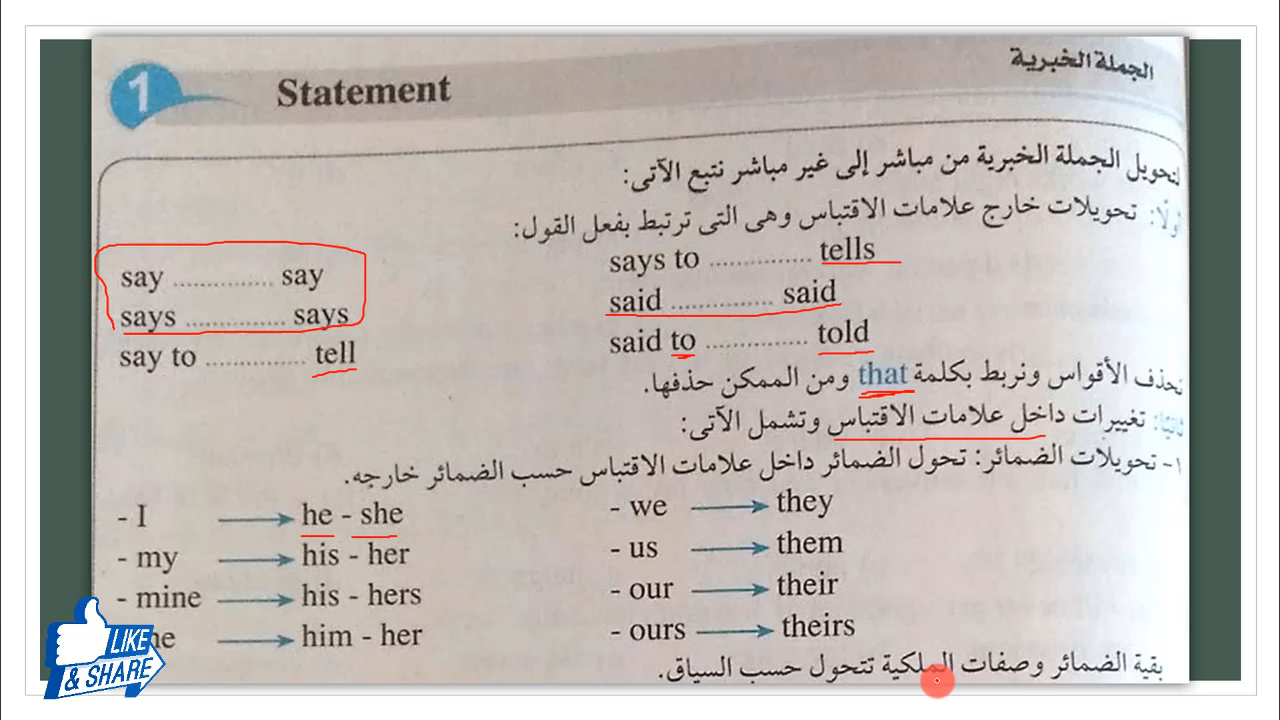 1 Statement الجملة الخبرية
لتحويل الجملة الخبرية من مباشر إلى غير مباشر نتبع الآتى:
أولًا: تحويلات خارج علامات الاقتباس وهى التى ترتبط بفعل القول:
say ............... say
says to ............... tells
says ............... says
said ............... said
say to ............... tell
said to ............... told
نحذف الأقواس ونربط بكلمة that ومن الممكن حذفها.
ثانيًا: تغييرات داخل علامات الاقتباس وتشمل الآتى:
١- تحويلات الضمائر: تحول الضمائر داخل علامات الاقتباس حسب الضمائر خارجه.
- I → he - she
- we → they
- my → his - her
- us → them
- mine → his - hers
- our → their
→ him - her
- ours → theirs
بقية الضمائر وصفات الملكية تتحول حسب السياق.
LIKE
& SHARE